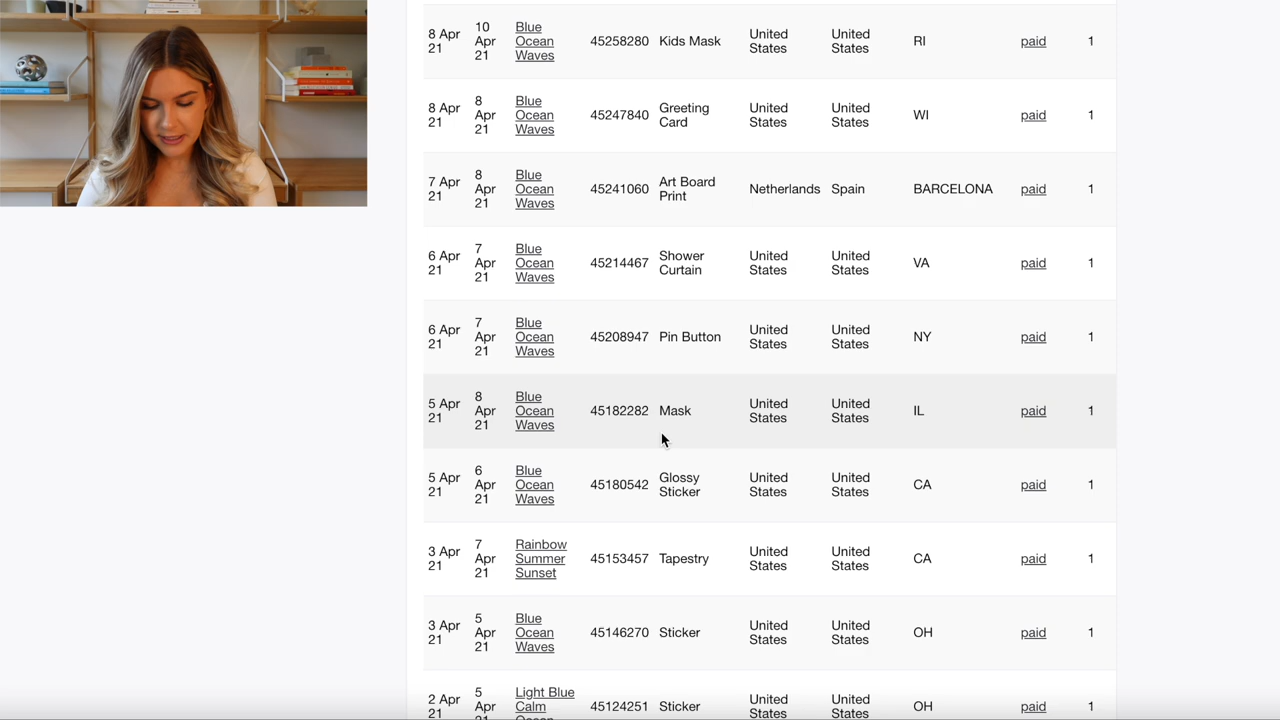 8 Apr 21 10 Apr 21 Blue Ocean Waves 45258280 Kids Mask United States United States RI paid 1
8 Apr 21 8 Apr 21 Blue Ocean Waves 45247840 Greeting Card United States United States WI paid 1
7 Apr 21 8 Apr 21 Blue Ocean Waves 45241060 Art Board Print Netherlands Spain BARCELONA paid 1
6 Apr 21 7 Apr 21 Blue Ocean Waves 45214467 Shower Curtain United States United States VA paid 1
6 Apr 21 7 Apr 21 Blue Ocean Waves 45208947 Pin Button United States United States NY paid 1
5 Apr 21 8 Apr 21 Blue Ocean Waves 45182282 Mask United States United States IL paid 1
5 Apr 21 6 Apr 21 Blue Ocean Waves 45180542 Glossy Sticker United States United States CA paid 1
3 Apr 21 7 Apr 21 Rainbow Summer Sunset 45153457 Tapestry United States United States CA paid 1
3 Apr 21 5 Apr 21 Blue Ocean Waves 45146270 Sticker United States United States OH paid 1
2 Apr 21 5 Apr Light Blue Calm 45124251 Sticker United States United States OH paid 1